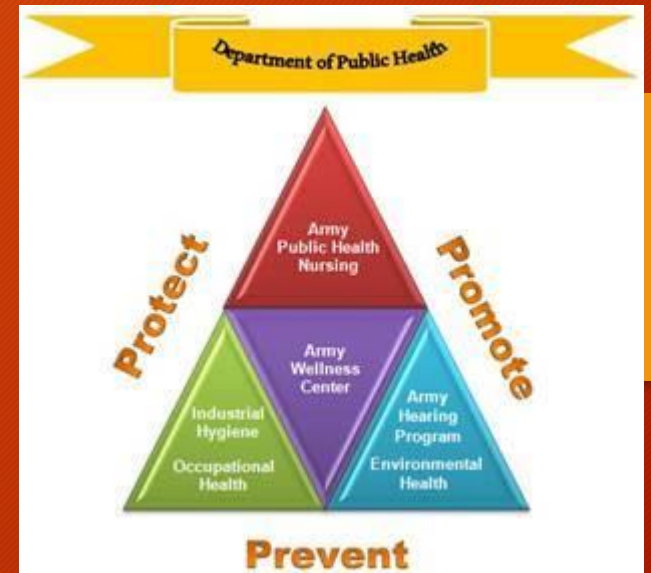 Department of Public Health
Army
Public Health
Nursing
Protect
Promote
Army
Wellness
Center
Industrial
Hygiene
Occupational
Health
Army
Hearing
Program
Environmental
Health
Prevent